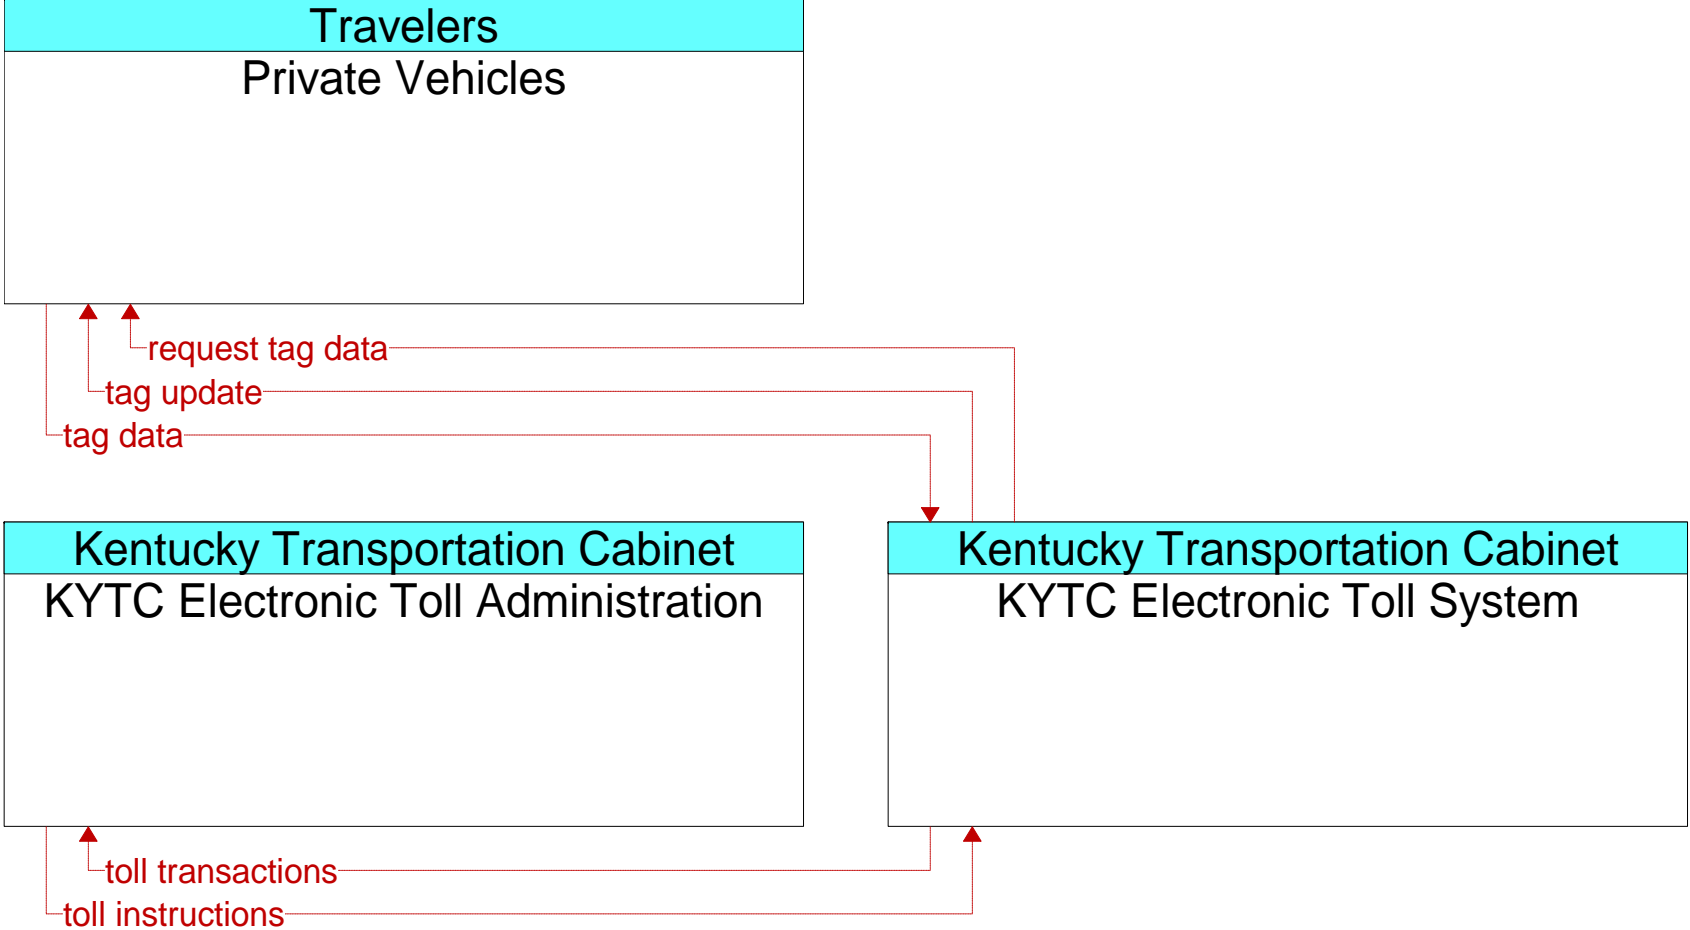 Travelers
Private Vehicles
request tag data
tag update
tag data
Kentucky Transportation Cabinet
KYTC Electronic Toll Administration
Kentucky Transportation Cabinet
KYTC Electronic Toll System
toll transactions
toll instructions